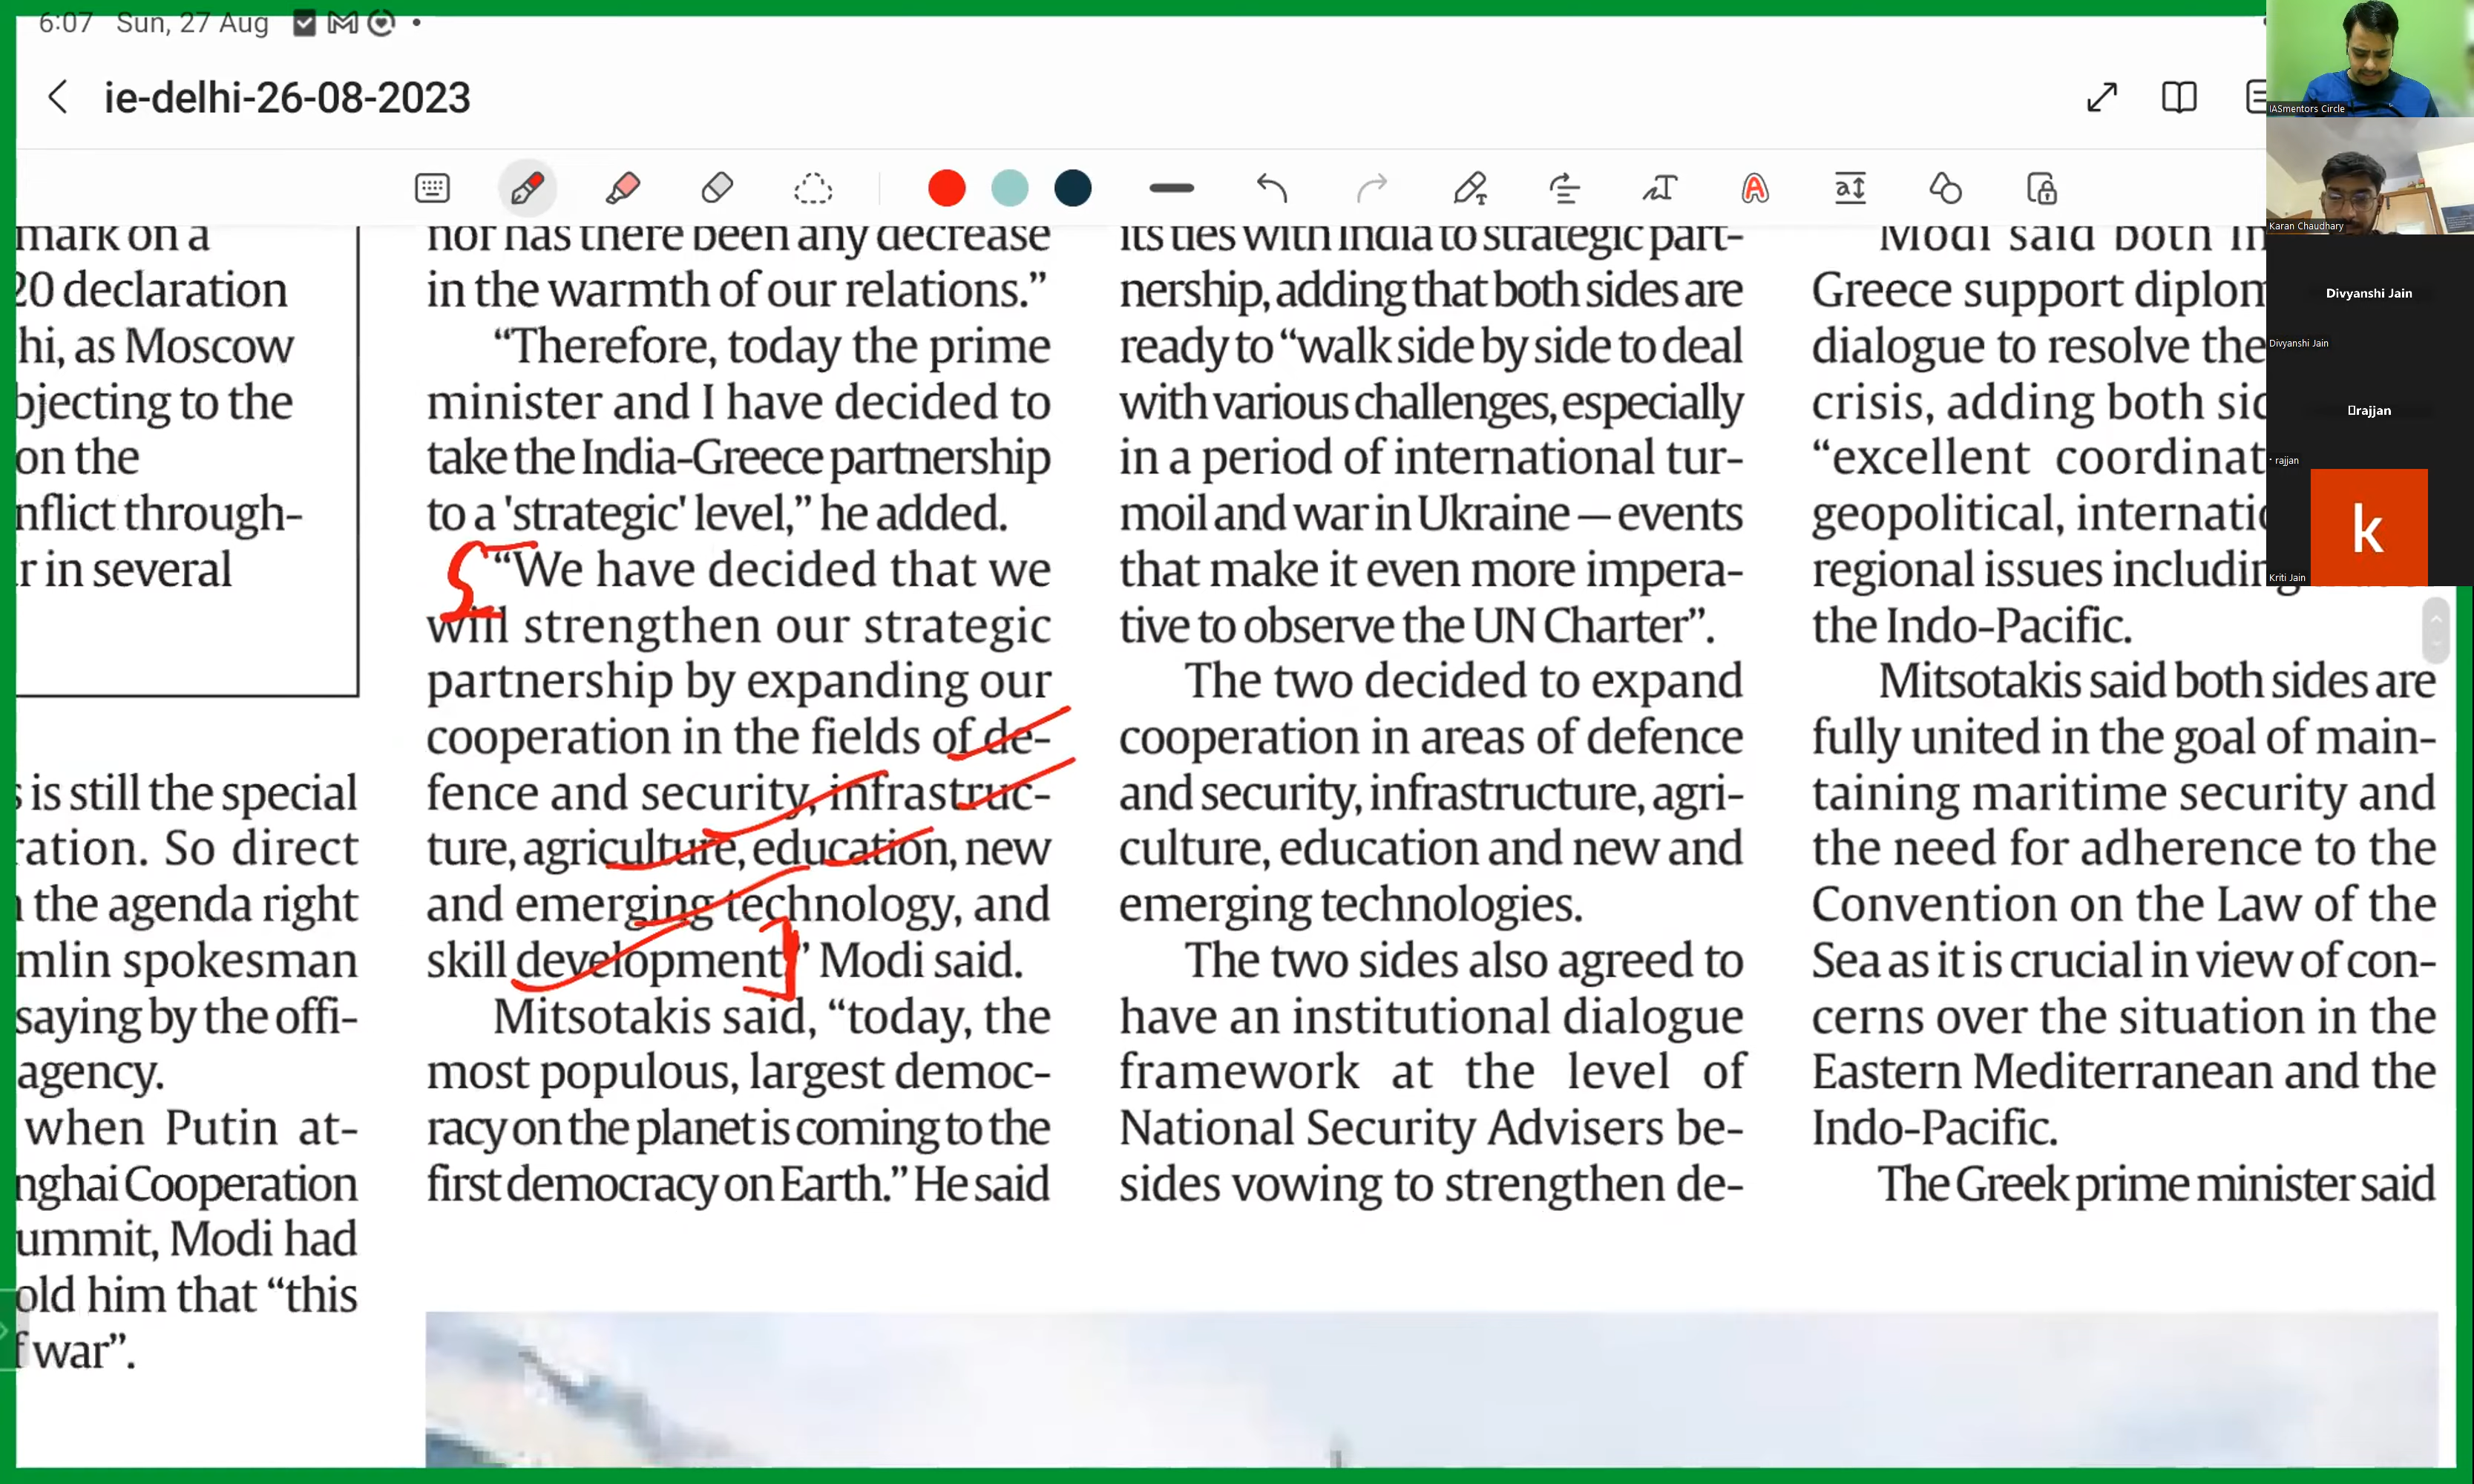 6:07 Sun, 27 Aug
ie-delhi-26-08-2023
mark on a
20 declaration
hi, as Moscow
bjecting to the
on the
nflict through-
r in several
s is still the special
ration. So direct
the agenda right
mlin spokesman
saying by the offi-
agency.
when Putin at-
nghai Cooperation
ummit, Modi had
old him that “this
f war”.
nor has there been any decrease
in the warmth of our relations.”
“Therefore, today the prime
minister and I have decided to
take the India-Greece partnership
to a 'strategic' level,” he added.
“We have decided that we
will strengthen our strategic
partnership by expanding our
cooperation in the fields of de-
fence and security, infrastruc-
ture, agriculture, education, new
and emerging technology, and
skill development,” Modi said.
Mitsotakis said, “today, the
most populous, largest democ-
racy on the planet is coming to the
first democracy on Earth.” He said
its ties with India to strategic part-
nership, adding that both sides are
ready to “walk side by side to deal
with various challenges, especially
in a period of international tur-
moil and war in Ukraine — events
that make it even more impera-
tive to observe the UN Charter”.
The two decided to expand
cooperation in areas of defence
and security, infrastructure, agri-
culture, education and new and
emerging technologies.
The two sides also agreed to
have an institutional dialogue
framework at the level of
National Security Advisers be-
sides vowing to strengthen de-
Modi said both In
Greece support diplom
dialogue to resolve the
crisis, adding both sid
“excellent coordinat
geopolitical, internatio
regional issues including
the Indo-Pacific.
Mitsotakis said both sides are
fully united in the goal of main-
taining maritime security and
the need for adherence to the
Convention on the Law of the
Sea as it is crucial in view of con-
cerns over the situation in the
Eastern Mediterranean and the
Indo-Pacific.
The Greek prime minister said
IASmentors Circle
Karan Chaudhary
Divyanshi Jain
Divyanshi Jain
rajjan
rajjan
k
Kriti Jain